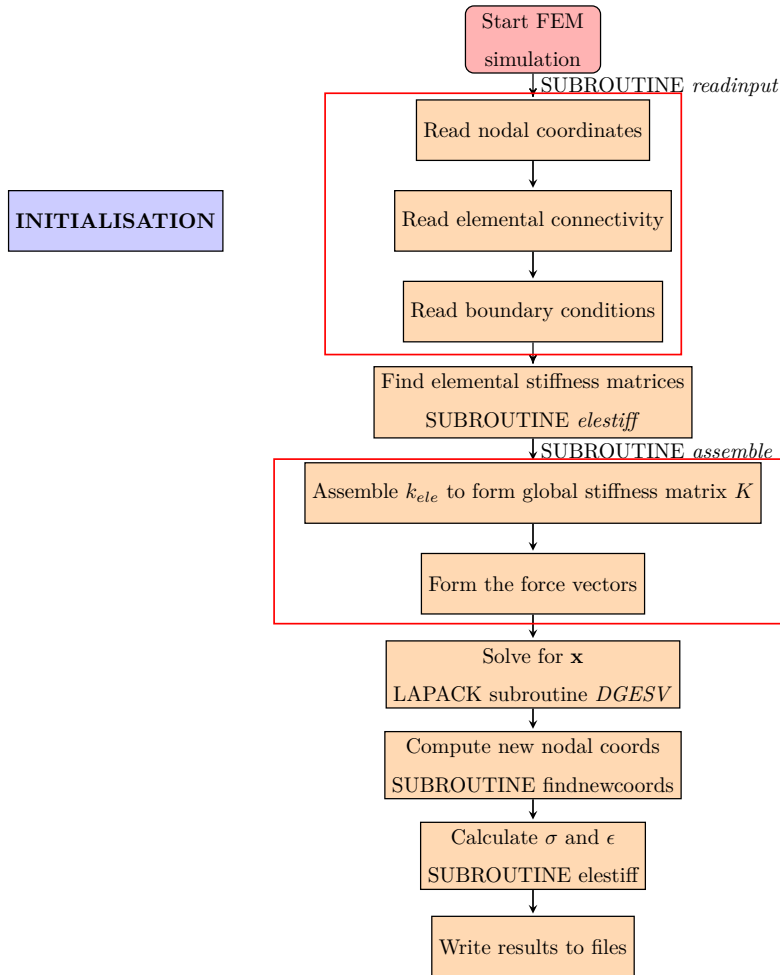 Start FEM
simulation
SUBROUTINE readinput
Read nodal coordinates
INITIALISATION
Read elemental connectivity
Read boundary conditions
Find elemental stiffness matrices
SUBROUTINE elestiff
SUBROUTINE assemble
Assemble k_{ele} to form global stiffness matrix K
Form the force vectors
Solve for x
LAPACK subroutine DGESV
Compute new nodal coords
SUBROUTINE findnewcoords
Calculate σ and ϵ
SUBROUTINE elestiff
Write results to files